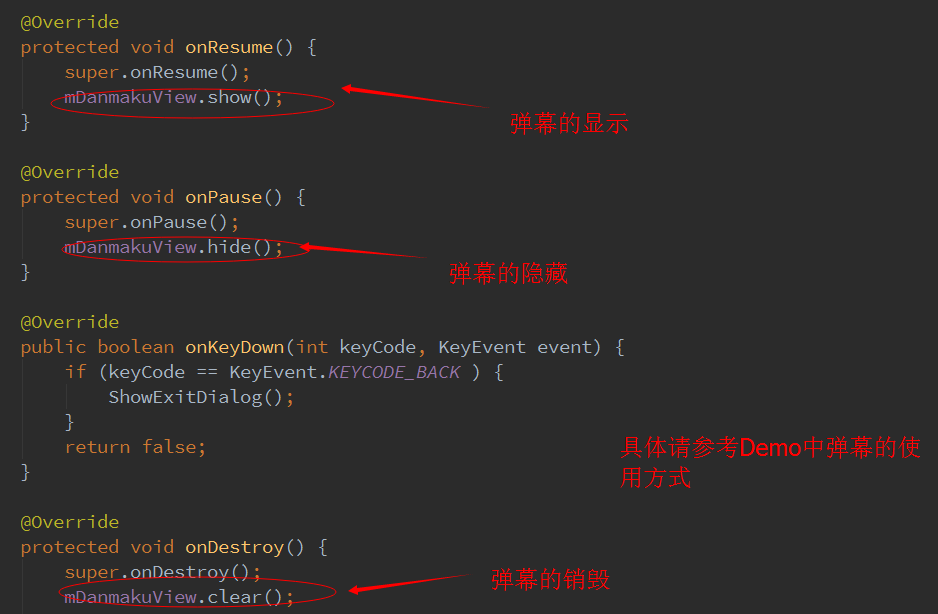 @Override
protected void onResume() {
super.onResume();
mDanmakuView.show();
弹幕的显示
}
@Override
protected void onPause() {
super.onPause();
mDanmakuView.hide();
弹幕的隐藏
}
@Override
public boolean onKeyDown(int keyCode, KeyEvent event) {
if (keyCode == KeyEvent.KEYCODE_BACK ) {
ShowExitDialog();
}
return false;
具体请参考Demo中弹幕的使
用方式
}
@Override
protected void onDestroy() {
super.onDestroy();
弹幕的销毁
mDanmakuView.clear();